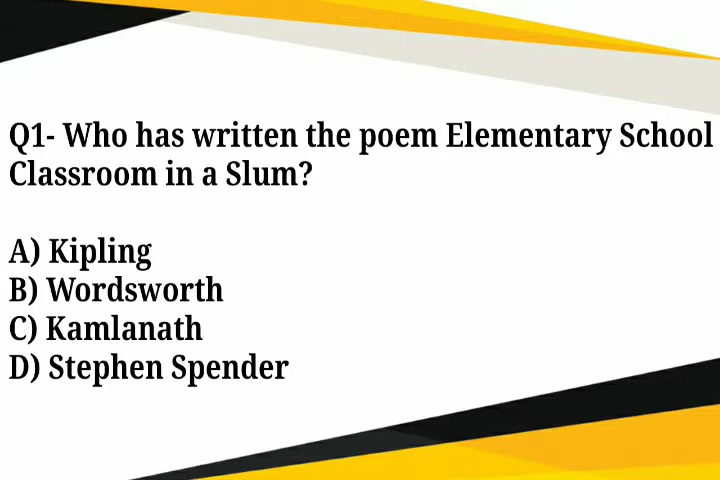 Q1- Who has written the poem Elementary School
Classroom in a Slum?
A) Kipling
B) Wordsworth
C) Kamlanath
D) Stephen Spender